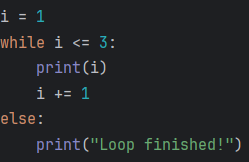 i = 1
while i <= 3:
    print(i)
    i += 1
else:
    print("Loop finished!")